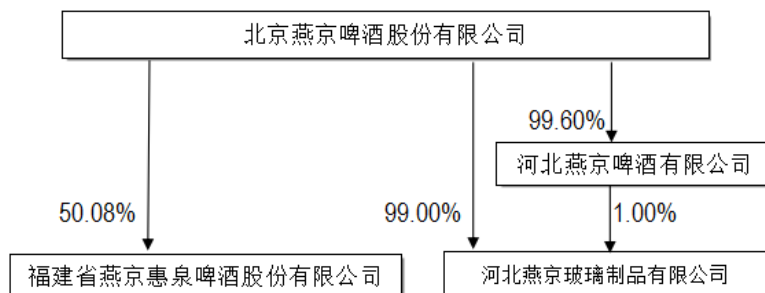 北京燕京啤酒股份有限公司
99.60%
河北燕京啤酒有限公司
50.08%
99.00%
1.00%
福建省燕京惠泉啤酒股份有限公司
河北燕京玻璃制品有限公司